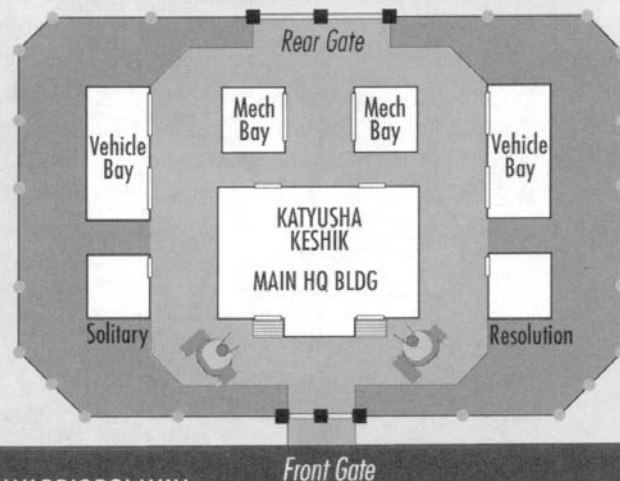 Rear Gate
Mech
Bay
Mech
Bay
Vehicle
Bay
Vehicle
Bay
KATYUSHA
KESHIK
MAIN HQ BLDG
Solitary
Resolution
Front Gate